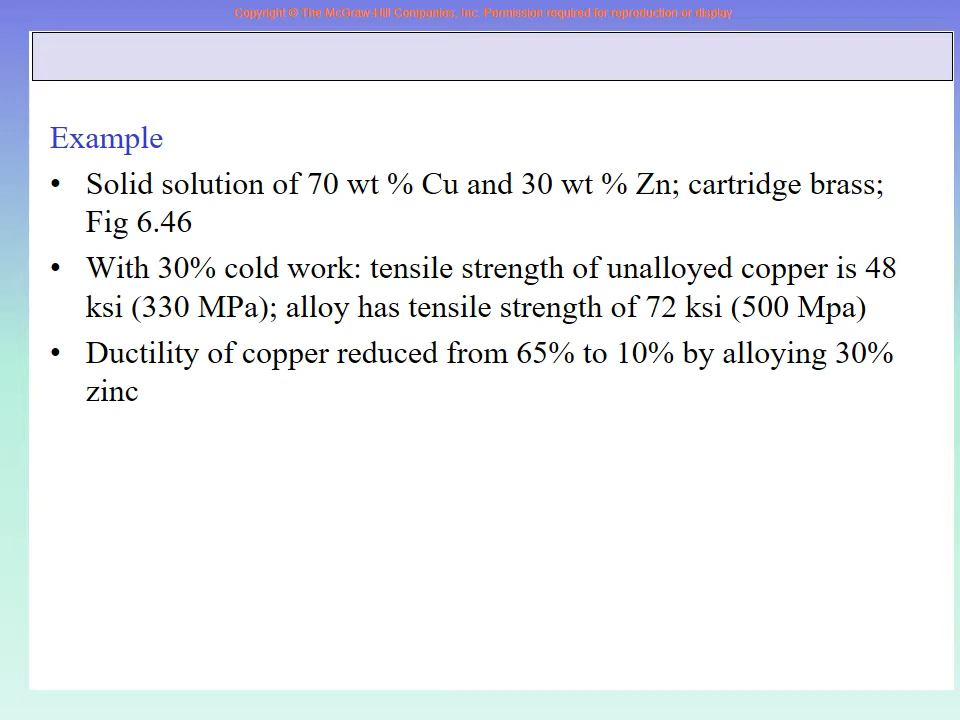 Copyright © The McGraw-Hill Companies, Inc. Permission required for reproduction or display
Example
• Solid solution of 70 wt % Cu and 30 wt % Zn; cartridge brass;
Fig 6.46
• With 30% cold work: tensile strength of unalloyed copper is 48
ksi (330 MPa); alloy has tensile strength of 72 ksi (500 Mpa)
• Ductility of copper reduced from 65% to 10% by alloying 30%
zinc